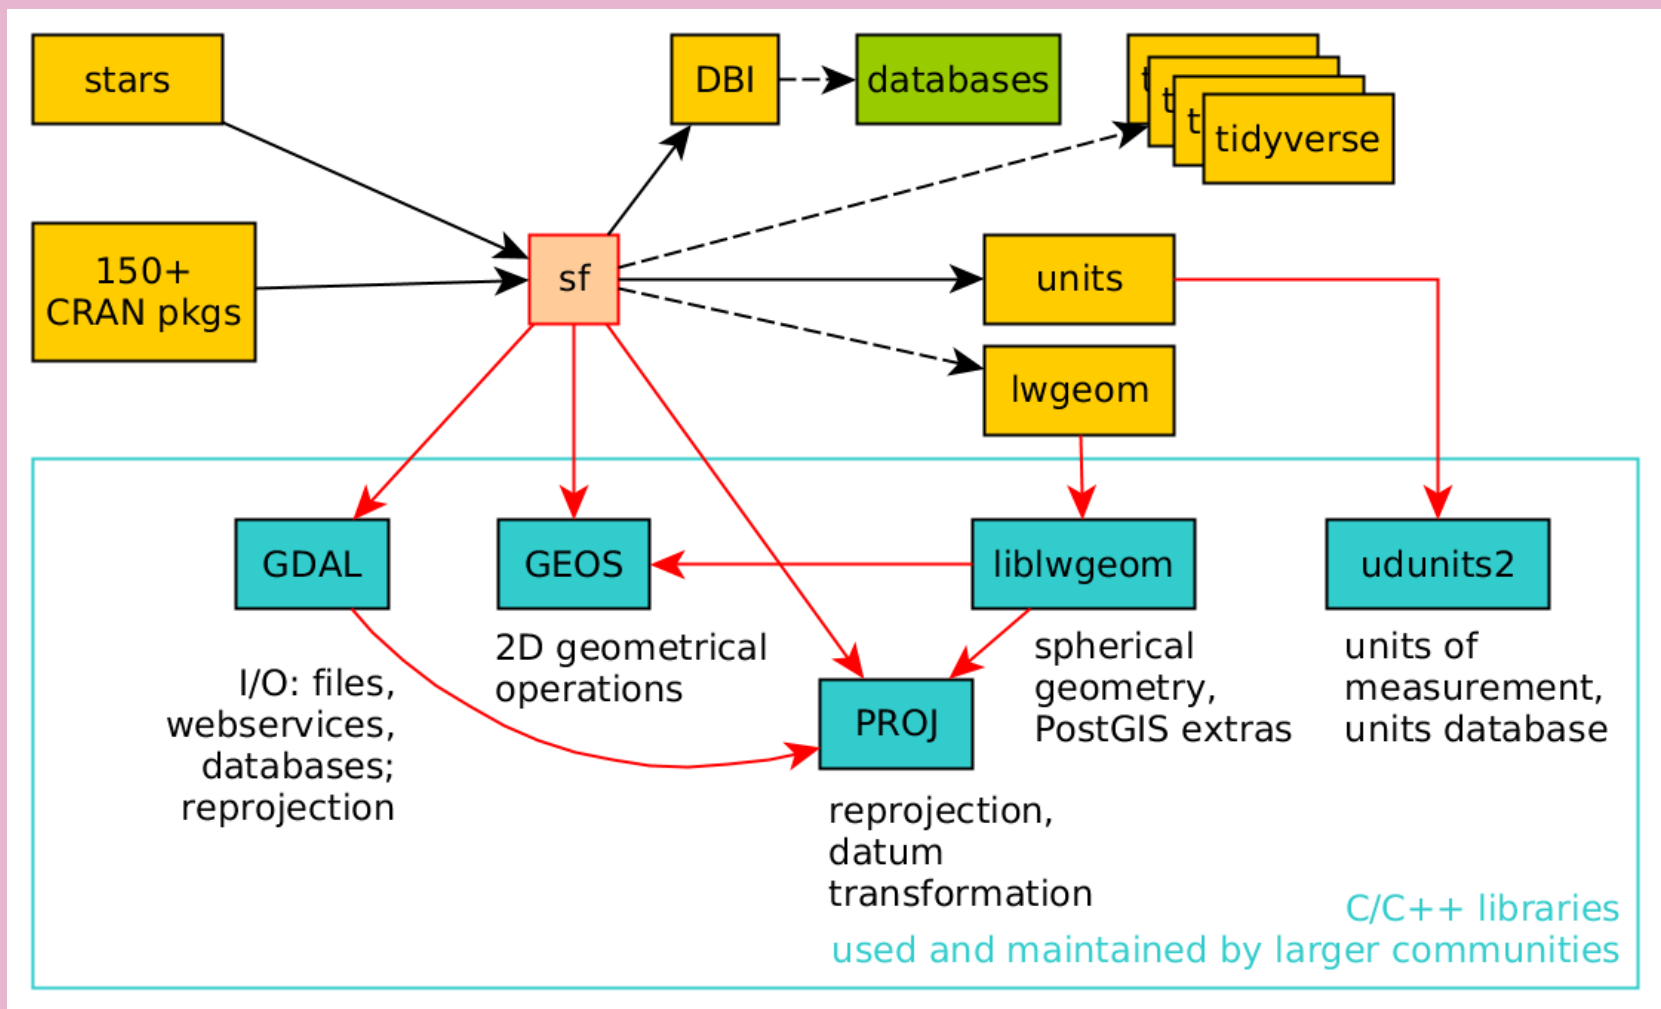 stars
DBI
databases
t
t
t
tidyverse
150+
CRAN pkgs
sf
units
lwgeom
GDAL
GEOS
liblwgeom
udunits2
I/O: files,
webservices,
databases;
reprojection
2D geometrical
operations
PROJ
spherical
geometry,
PostGIS extras
units of
measurement,
units database
reprojection,
datum
transformation
C/C++ libraries
used and maintained by larger communities